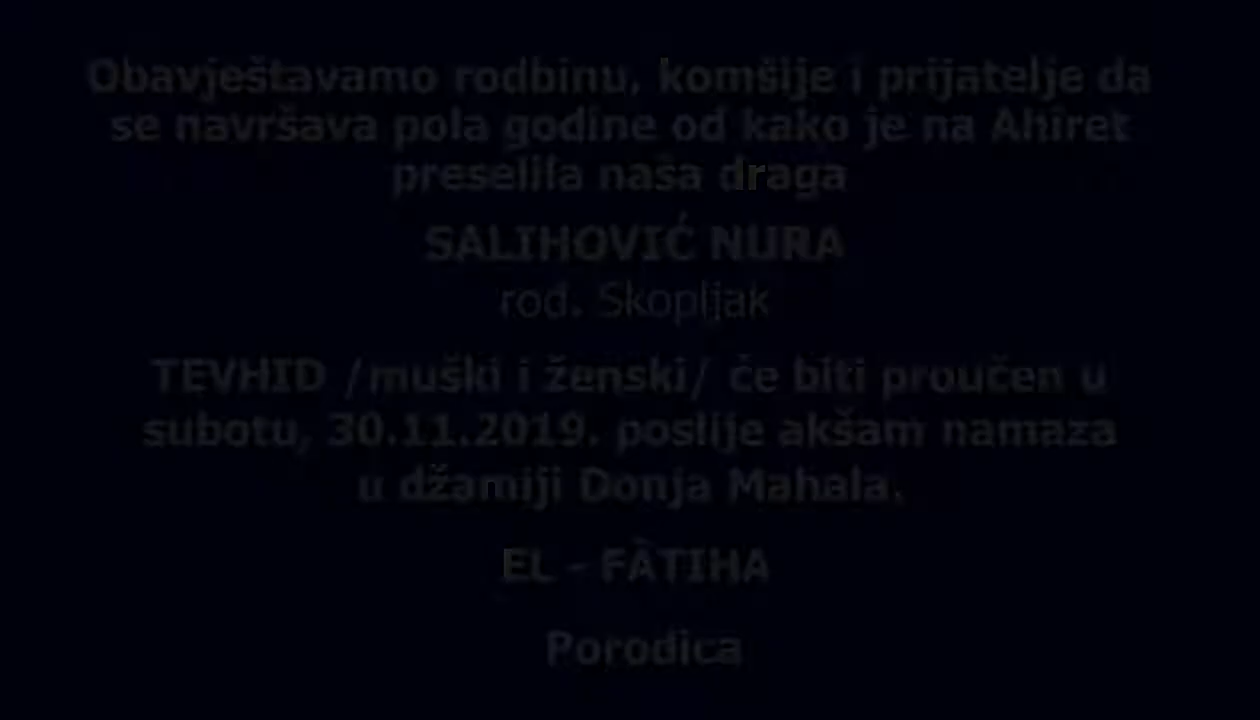 Obavještavamo rodbinu, komšije i prijatelje da
se navršava pola godine od kako je na Ahiret
preselila naša draga
SALIHOVIĆ NURA
rod. Skopljak
TEVHID /muški i ženski/ će biti proučen u
subotu, 30.11.2019. poslije akšam namaza
u džamiji Donja Mahala.
EL - FATIHA
Porodica